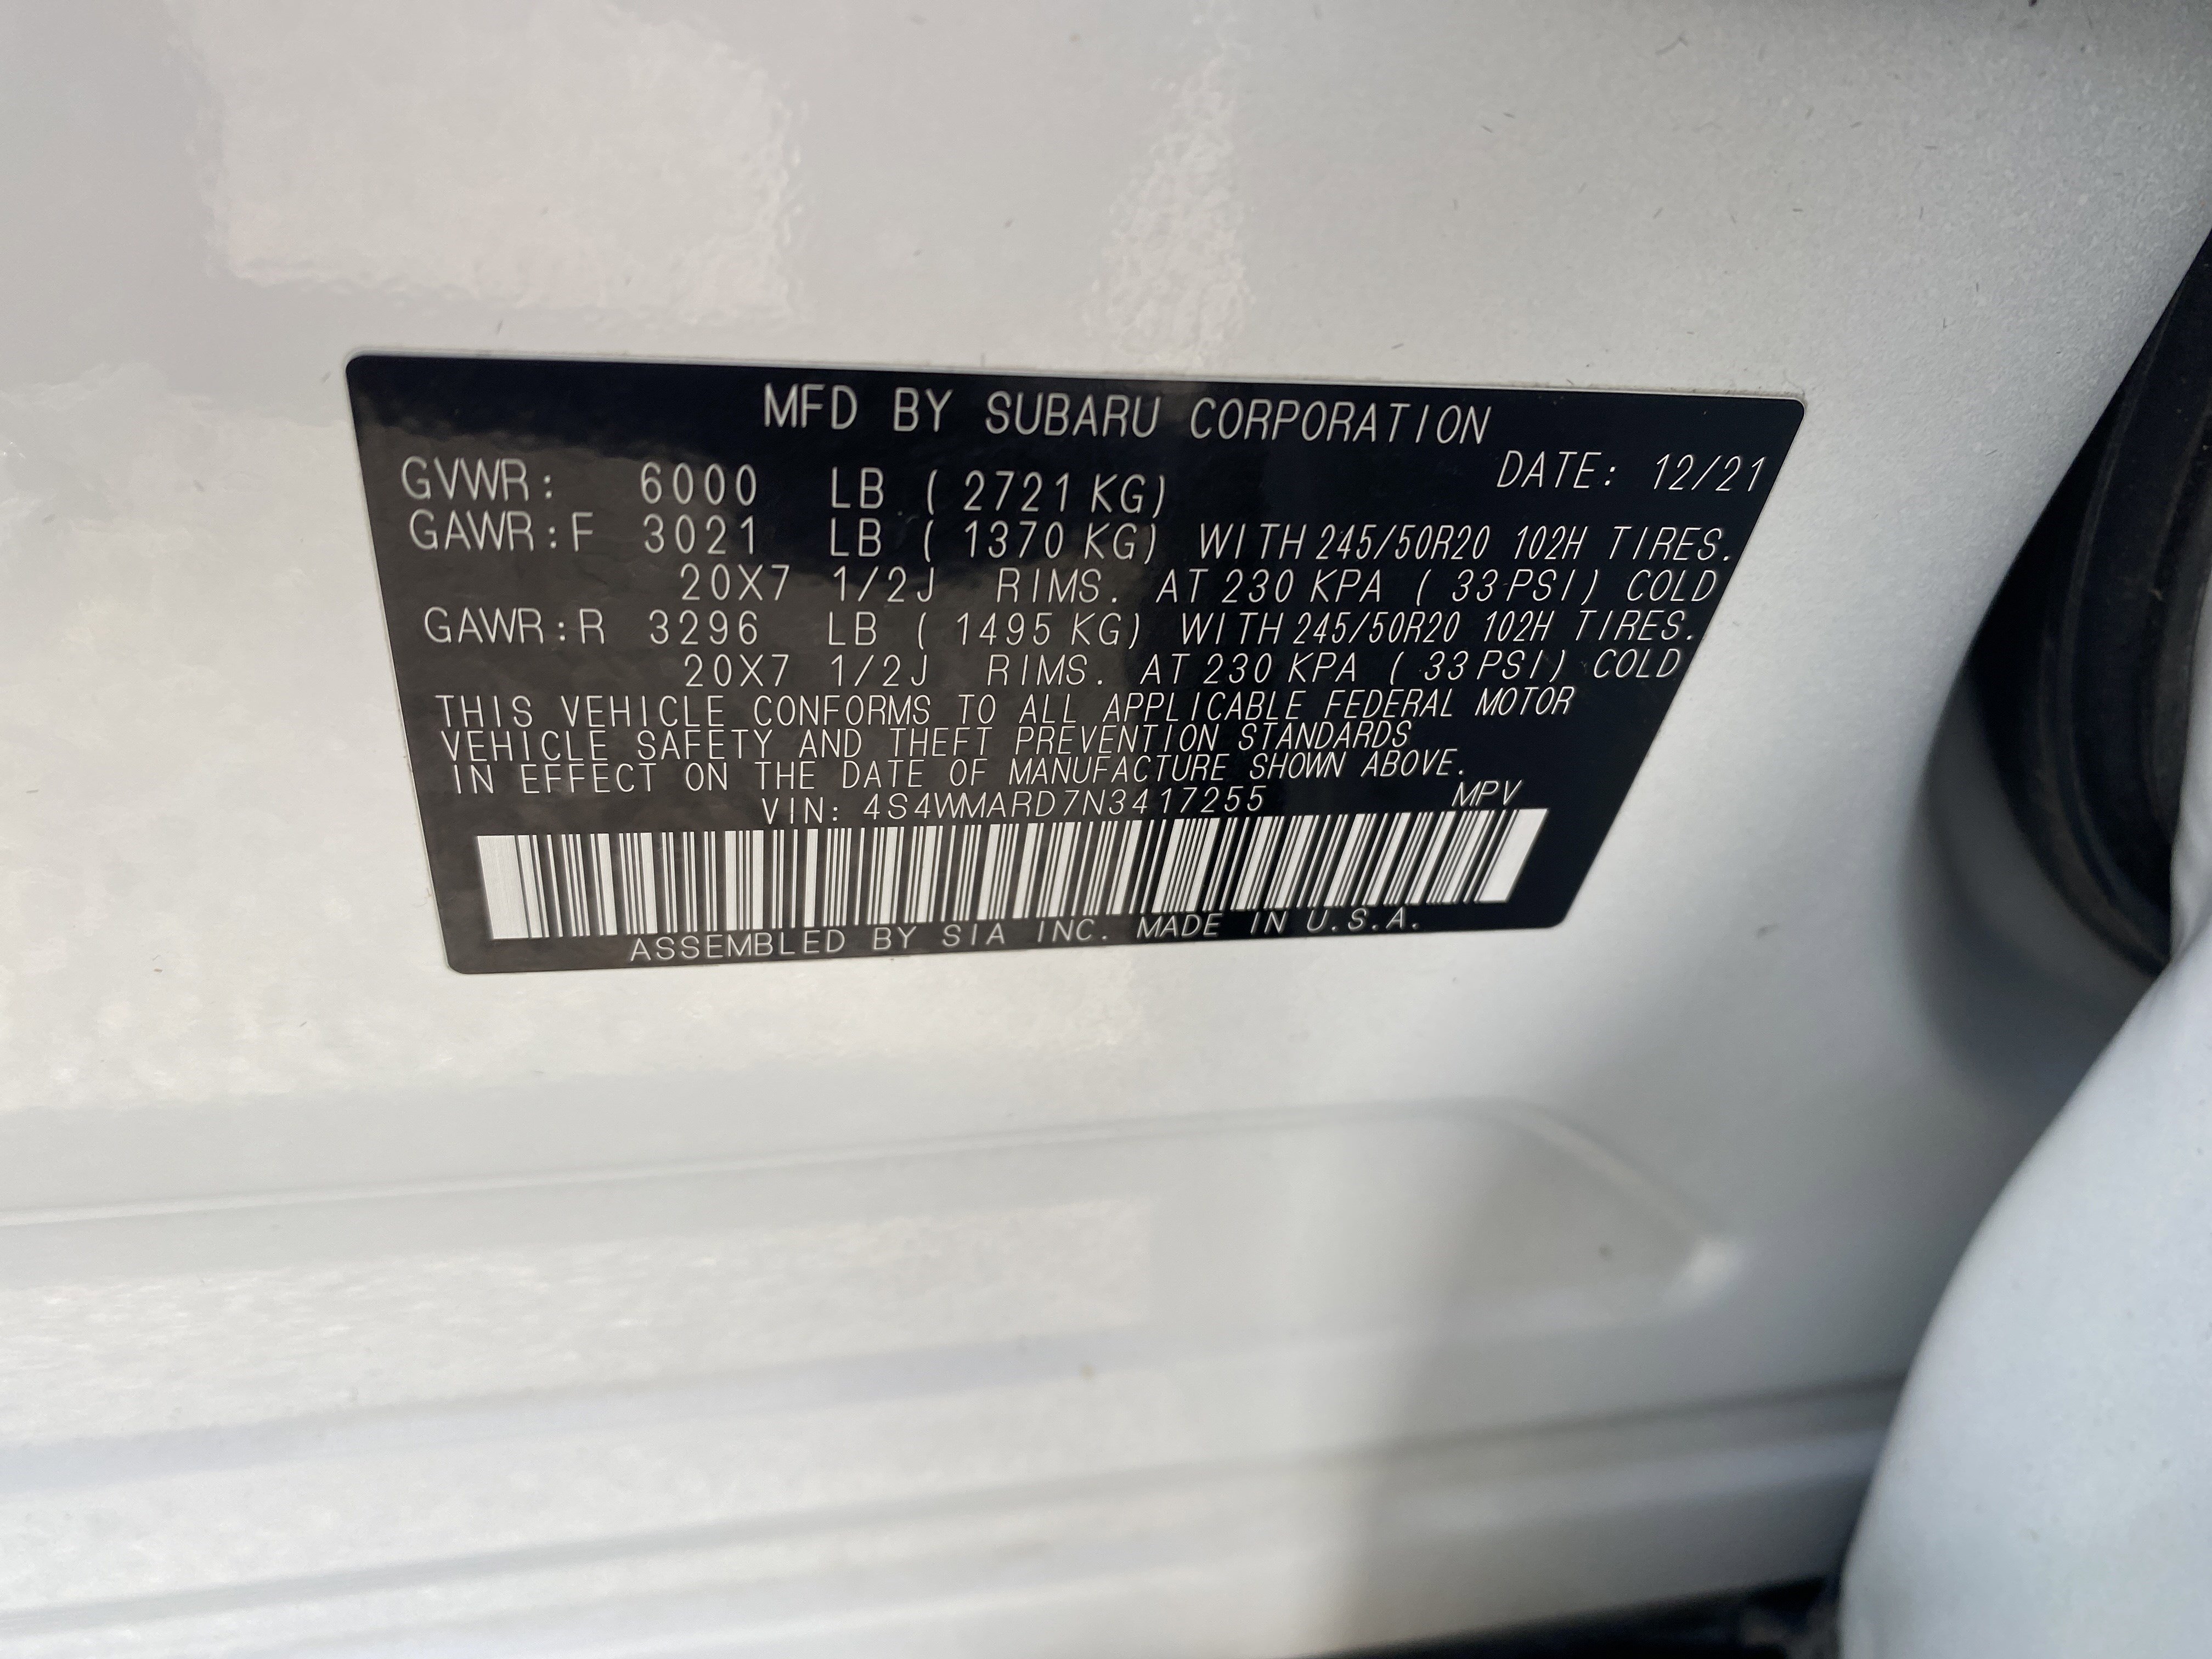 MFD BY SUBARU CORPORATION
DATE: 12/21
GVWR: 6000 LB (2721 KG)
GAWR:F 3021 LB (1370 KG) WITH 245/50R20 102H TIRES.
20X7 1/2J RIMS. AT 230 KPA (33 PSI) COLD
GAWR:R 3296 LB (1495 KG) WITH 245/50R20 102H TIRES.
20X7 1/2J RIMS. AT 230 KPA (33 PSI) COLD
THIS VEHICLE CONFORMS TO ALL APPLICABLE FEDERAL MOTOR
VEHICLE SAFETY AND THEFT PREVENTION STANDARDS
IN EFFECT ON THE DATE OF MANUFACTURE SHOWN ABOVE.
VIN: 4S4WMARD7N3417255 MPV
ASSEMBLED BY SIA INC. MADE IN U.S.A.